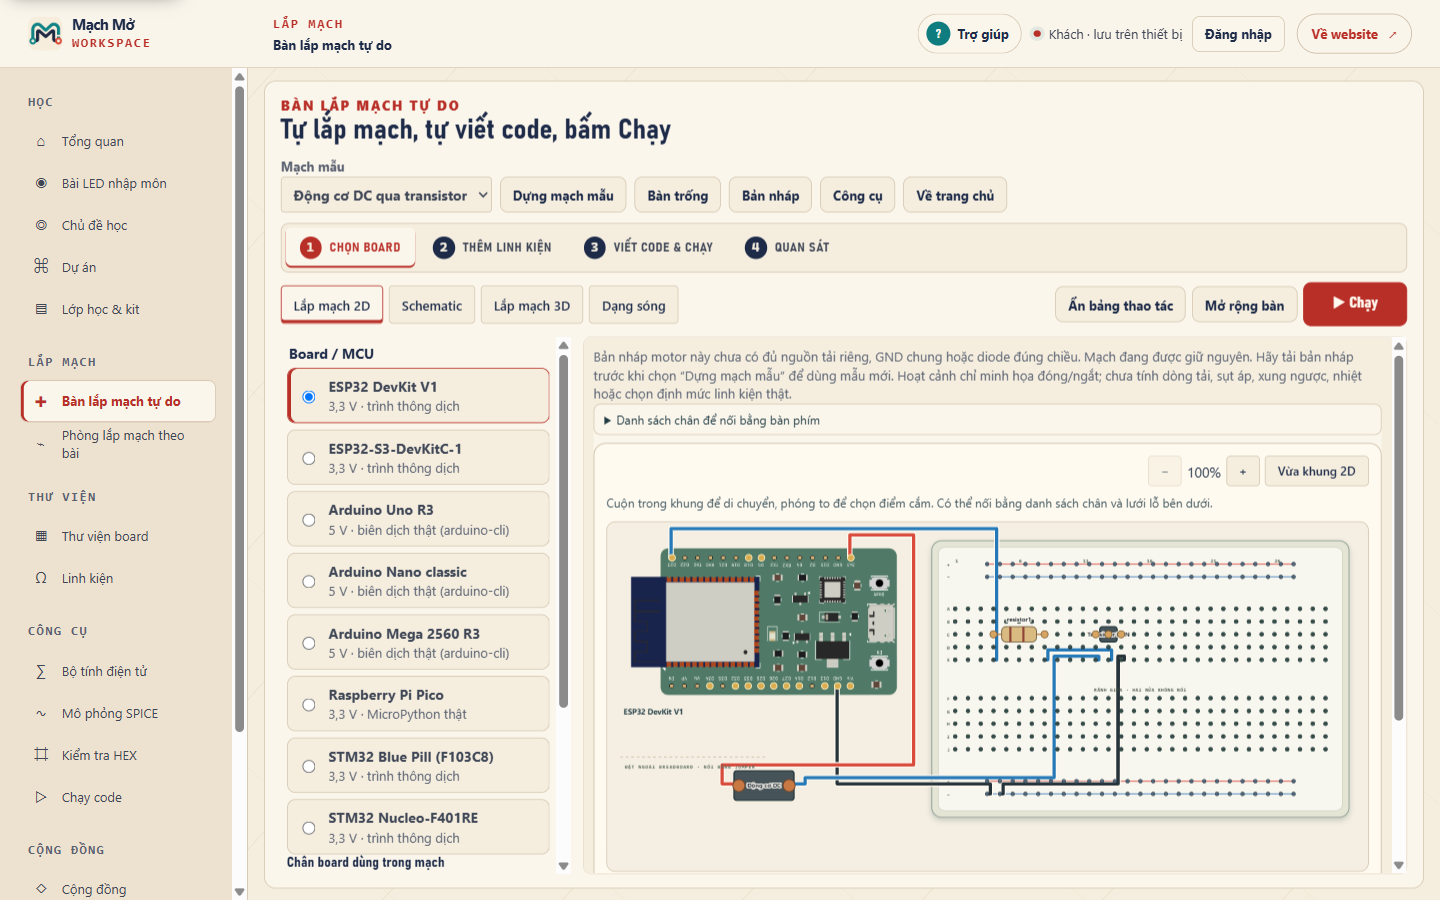 Mạch Mở
WORKSPACE
LẮP MẠCH
Bàn lắp mạch tự do
? Trợ giúp
Khách · lưu trên thiết bị
Đăng nhập
Về website ↗
HỌC
Tổng quan
Bài LED nhập môn
Chủ đề học
Dự án
Lớp học & kit
LẮP MẠCH
Bàn lắp mạch tự do
Phòng lắp mạch theo
bài
THƯ VIỆN
Thư viện board
Linh kiện
CÔNG CỤ
Bộ tính điện tử
Mô phỏng SPICE
Kiểm tra HEX
Chạy code
CỘNG ĐỒNG
Cộng đồng
BÀN LẮP MẠCH TỰ DO
Tự lắp mạch, tự viết code, bấm Chạy
Mạch mẫu
Động cơ DC qua transistor
Dựng mạch mẫu
Bàn trống
Bản nháp
Công cụ
Về trang chủ
1 CHỌN BOARD
2 THÊM LINH KIỆN
3 VIẾT CODE & CHẠY
4 QUAN SÁT
Lắp mạch 2D
Schematic
Lắp mạch 3D
Dạng sóng
Ẩn bảng thao tác
Mở rộng bàn
▶ Chạy
Board / MCU
ESP32 DevKit V1
3,3 V · trình thông dịch
ESP32-S3-DevKitC-1
3,3 V · trình thông dịch
Arduino Uno R3
5 V · biên dịch thật (arduino-cli)
Arduino Nano classic
5 V · biên dịch thật (arduino-cli)
Arduino Mega 2560 R3
5 V · biên dịch thật (arduino-cli)
Raspberry Pi Pico
3,3 V · MicroPython thật
STM32 Blue Pill (F103C8)
3,3 V · trình thông dịch
STM32 Nucleo-F401RE
3,3 V · trình thông dịch
Chân board dùng trong mạch
Bản nháp motor này chưa có đủ nguồn tải riêng, GND chung hoặc diode đúng chiều. Mạch đang được giữ nguyên. Hãy tải bản nháp
trước khi chọn “Dựng mạch mẫu” để dùng mẫu mới. Hoạt cảnh chỉ minh họa đóng/ngắt; chưa tính dòng tải, sụt áp, xung ngược, nhiệt
hoặc chọn định mức linh kiện thật.
▶ Danh sách chân để nối bằng bàn phím
−
100%
+
Vừa khung 2D
Cuộn trong khung để di chuyển, phóng to để chọn điểm cắm. Có thể nối bằng danh sách chân và lưới lỗ bên dưới.
resistor1
ESP32 DevKit V1
Động cơ DC